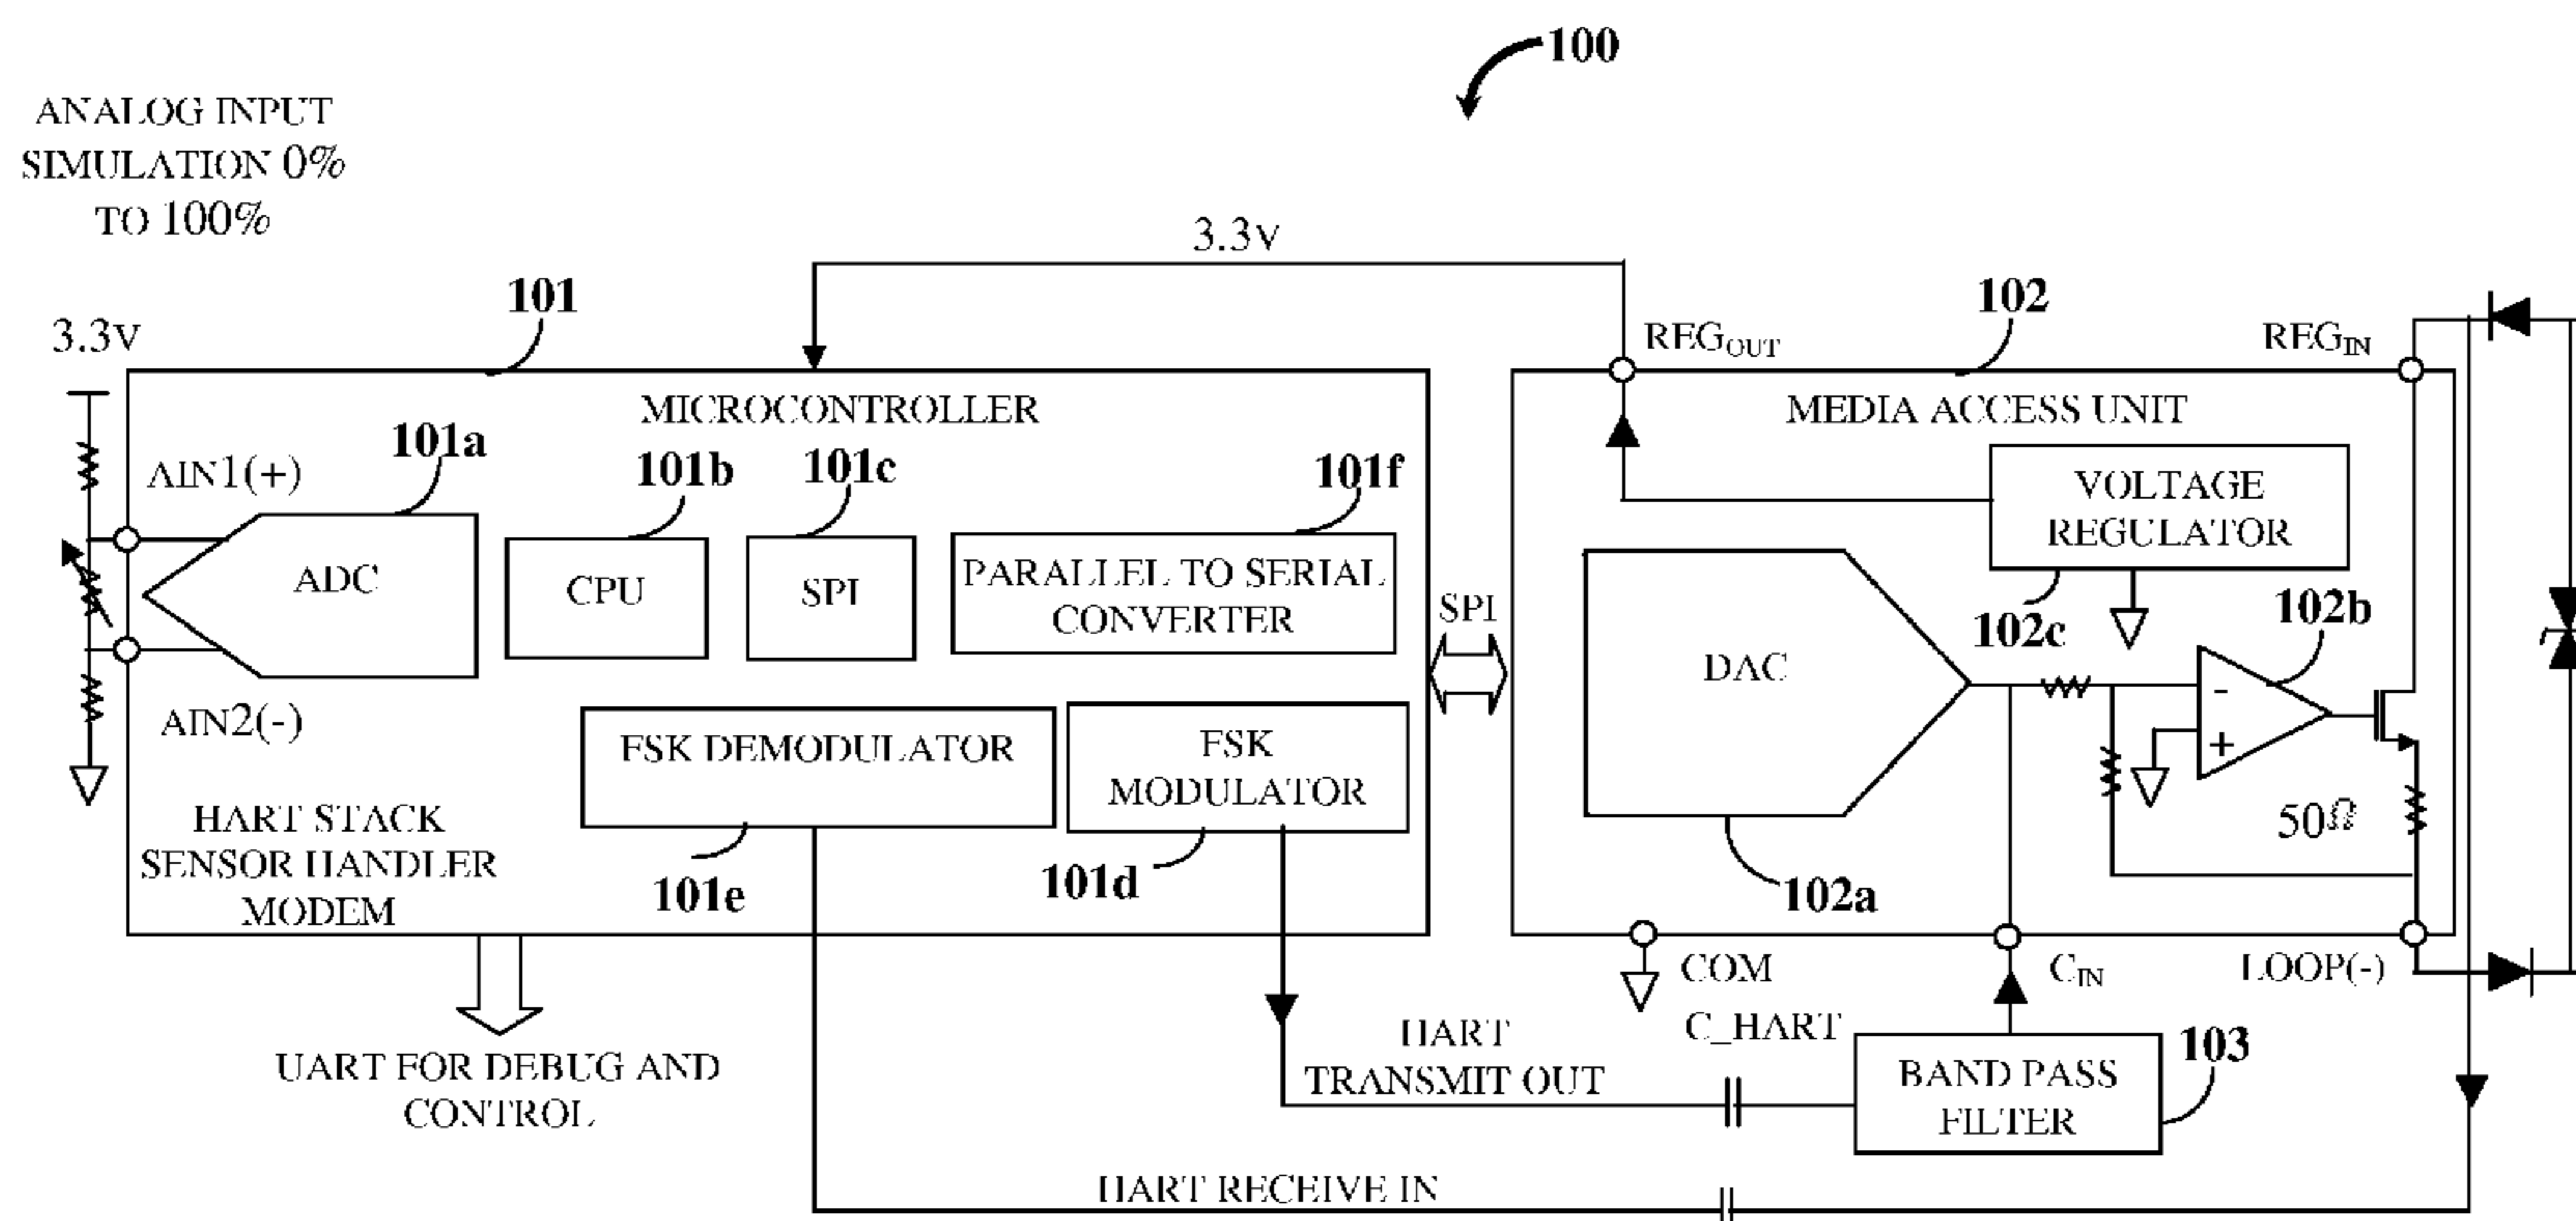 100
ANALOG INPUT
SIMULATION 0%
TO 100%
3.3V
101
102
3.3V
REGOUT
REGIN
MICROCONTROLLER
MEDIA ACCESS UNIT
101a
101b
101c
101f
AIN1(+)
VOLTAGE
REGULATOR
ADC
CPU
SPI
PARALLEL TO SERIAL
CONVERTER
SPI
102c
102b
DAC
-
+
AIN2(-)
FSK DEMODULATOR
FSK
MODULATOR
50Ω
HART STACK
SENSOR HANDLER
MODEM
101e
101d
102a
COM
CIN
LOOP(-)
UART FOR DEBUG AND
CONTROL
HART
TRANSMIT OUT
C_HART
BAND PASS
FILTER
103
HART RECEIVE IN